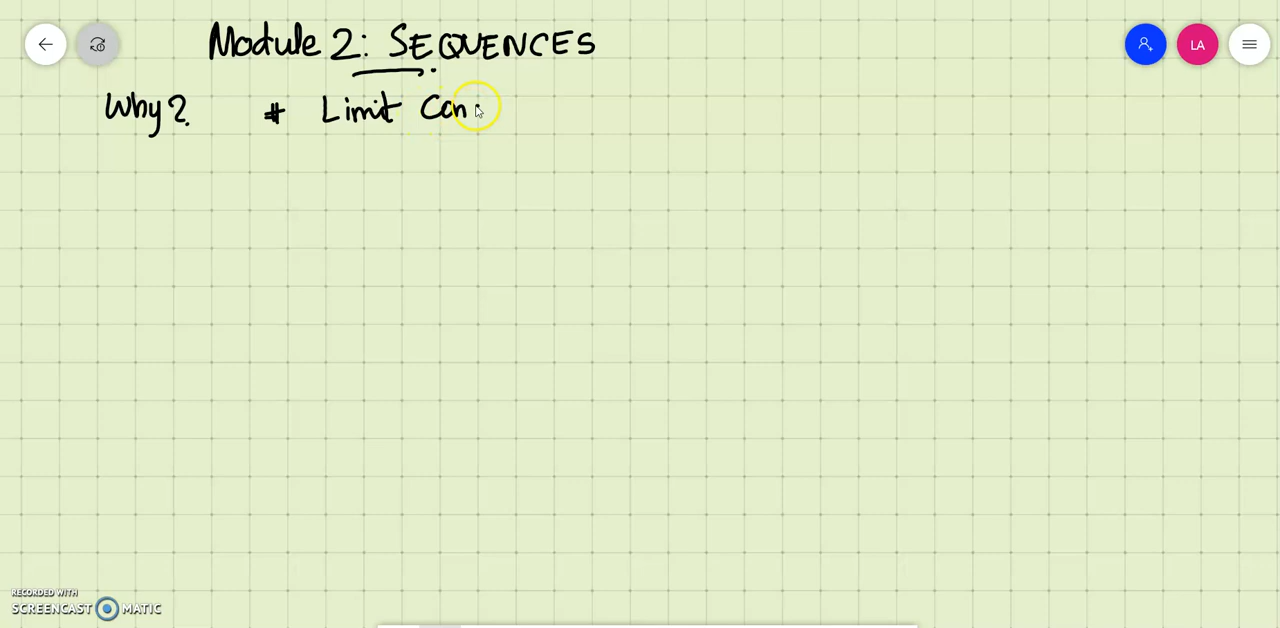 Module 2: SEQUENCES
LA
Why? # Limit Con
RECORDED WITH
SCREENCAST MATIC